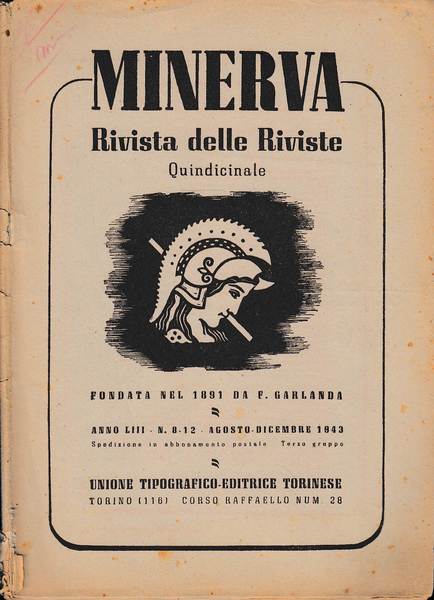 MINERVA
Rivista delle Riviste
Quindicinale
FONDATA NEL 1891 DA F. GARLANDA
ANNO LIII - N. 8-12 - AGOSTO-DICEMBRE 1943
Spedizione in abbonamento postale Terzo gruppo
UNIONE TIPOGRAFICO-EDITRICE TORINESE
TORINO (116) CORSO RAFFAELLO NUM. 28